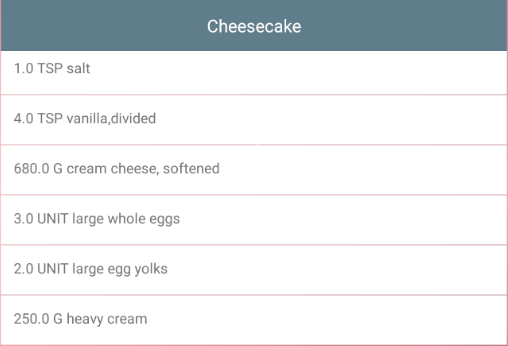 Cheesecake
1.0 TSP salt
4.0 TSP vanilla,divided
680.0 G cream cheese, softened
3.0 UNIT large whole eggs
2.0 UNIT large egg yolks
250.0 G heavy cream